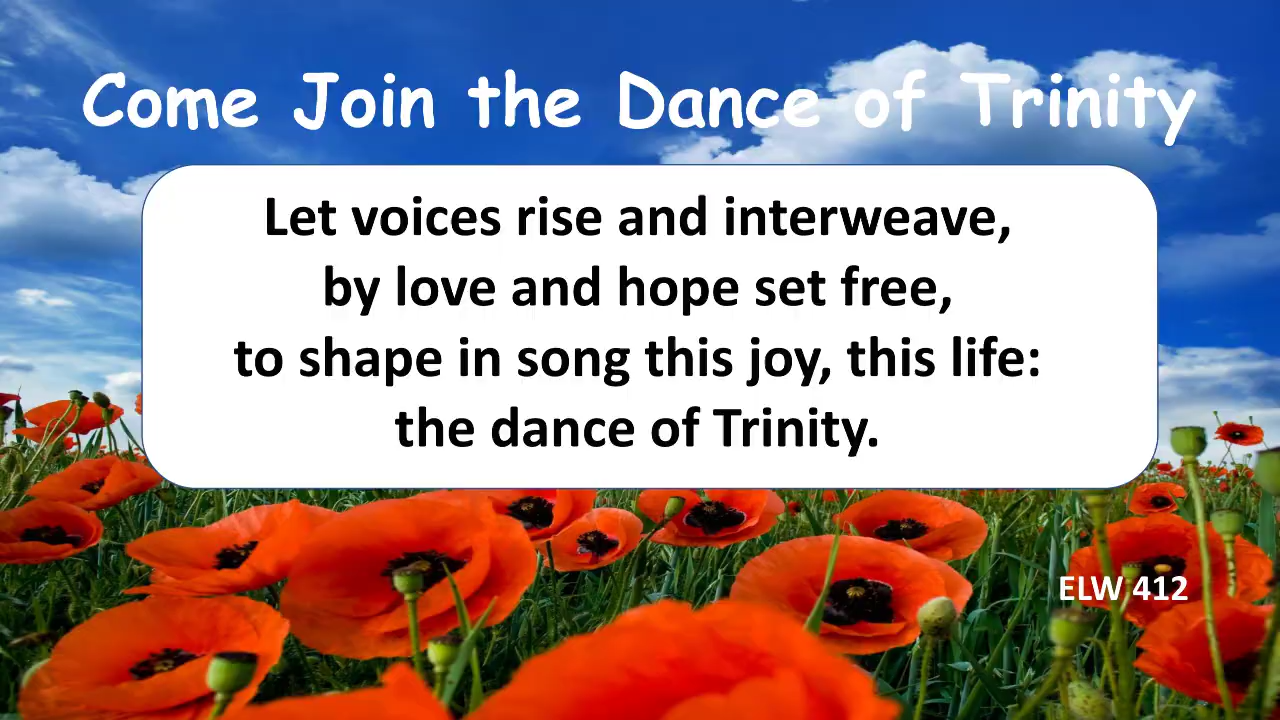 Come Join the Dance of Trinity
Let voices rise and interweave,
by love and hope set free,
to shape in song this joy, this life:
the dance of Trinity.
ELW 412